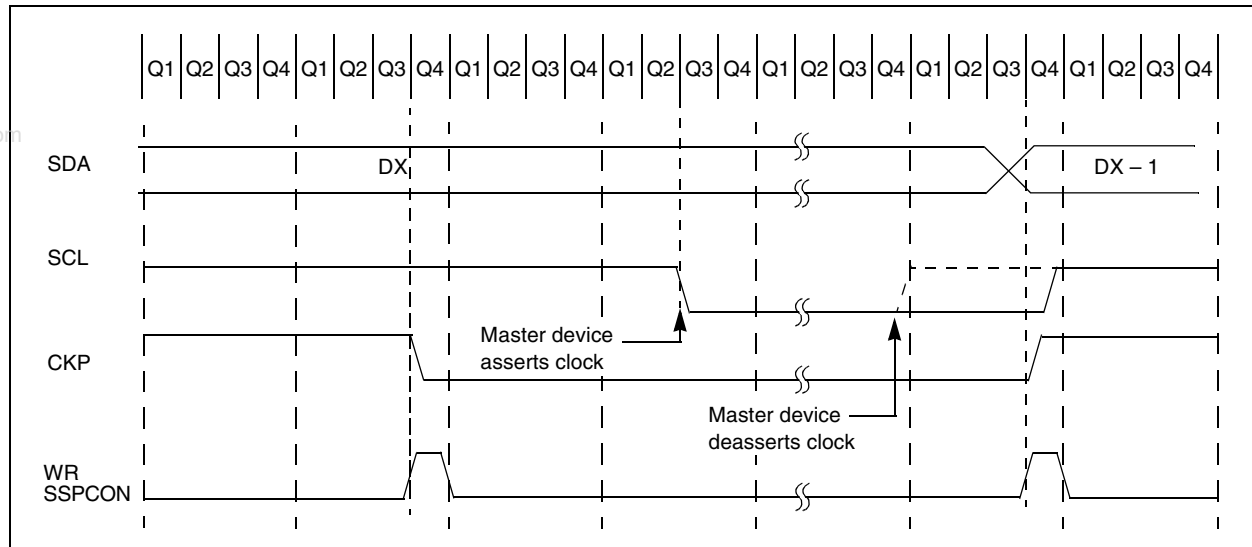 Q1 Q2 Q3 Q4 Q1 Q2 Q3 Q4 Q1 Q2 Q3 Q4 Q1 Q2 Q3 Q4 Q1 Q2 Q3 Q4 Q1 Q2 Q3 Q4 Q1 Q2 Q3 Q4
om
SDA
DX
DX – 1
SCL
Master device
asserts clock
CKP
Master device
deasserts clock
WR
SSPCON